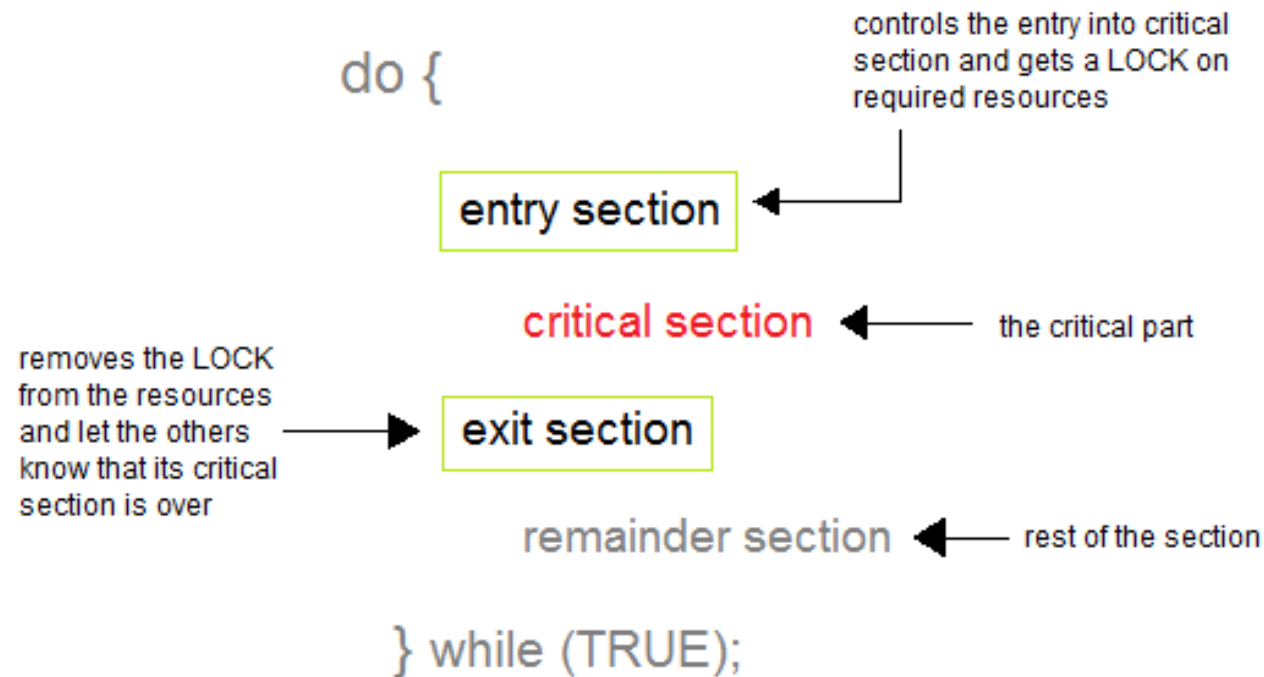 controls the entry into critical
section and gets a LOCK on
required resources
do {
entry section
critical section
the critical part
removes the LOCK
from the resources
and let the others
know that its critical
section is over
exit section
remainder section
rest of the section
} while (TRUE);